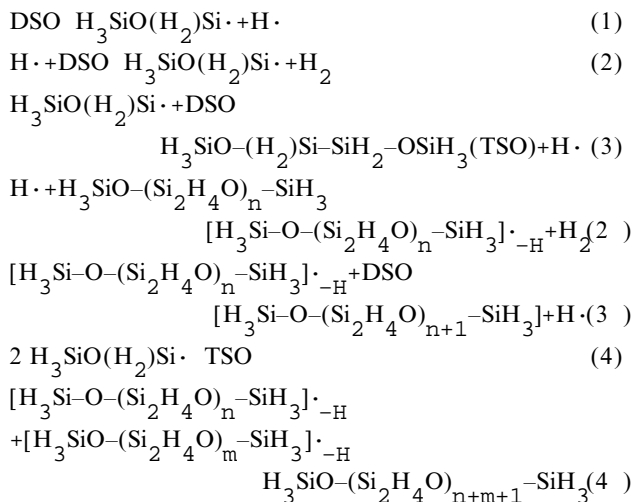 DSO H₃SiO(H₂)Si·+H· (1)
H·+DSO H₃SiO(H₂)Si·+H₂ (2)
H₃SiO(H₂)Si·+DSO
H₃SiO–(H₂)Si–SiH₂–OSiH₃(TSO)+H· (3)
H·+H₃SiO–(Si₂H₄O)ₙ–SiH₃
[H₃Si–O–(Si₂H₄O)ₙ–SiH₃]·₋H+H₂(2 )
[H₃Si–O–(Si₂H₄O)ₙ–SiH₃]·₋H+DSO
[H₃Si–O–(Si₂H₄O)ₙ₊₁–SiH₃]+H·(3 )
2 H₃SiO(H₂)Si· TSO (4)
[H₃Si–O–(Si₂H₄O)ₙ–SiH₃]·₋H
+[H₃SiO–(Si₂H₄O)ₘ–SiH₃]·₋H
H₃SiO–(Si₂H₄O)ₙ₊ₘ₊₁–SiH₃(4 )